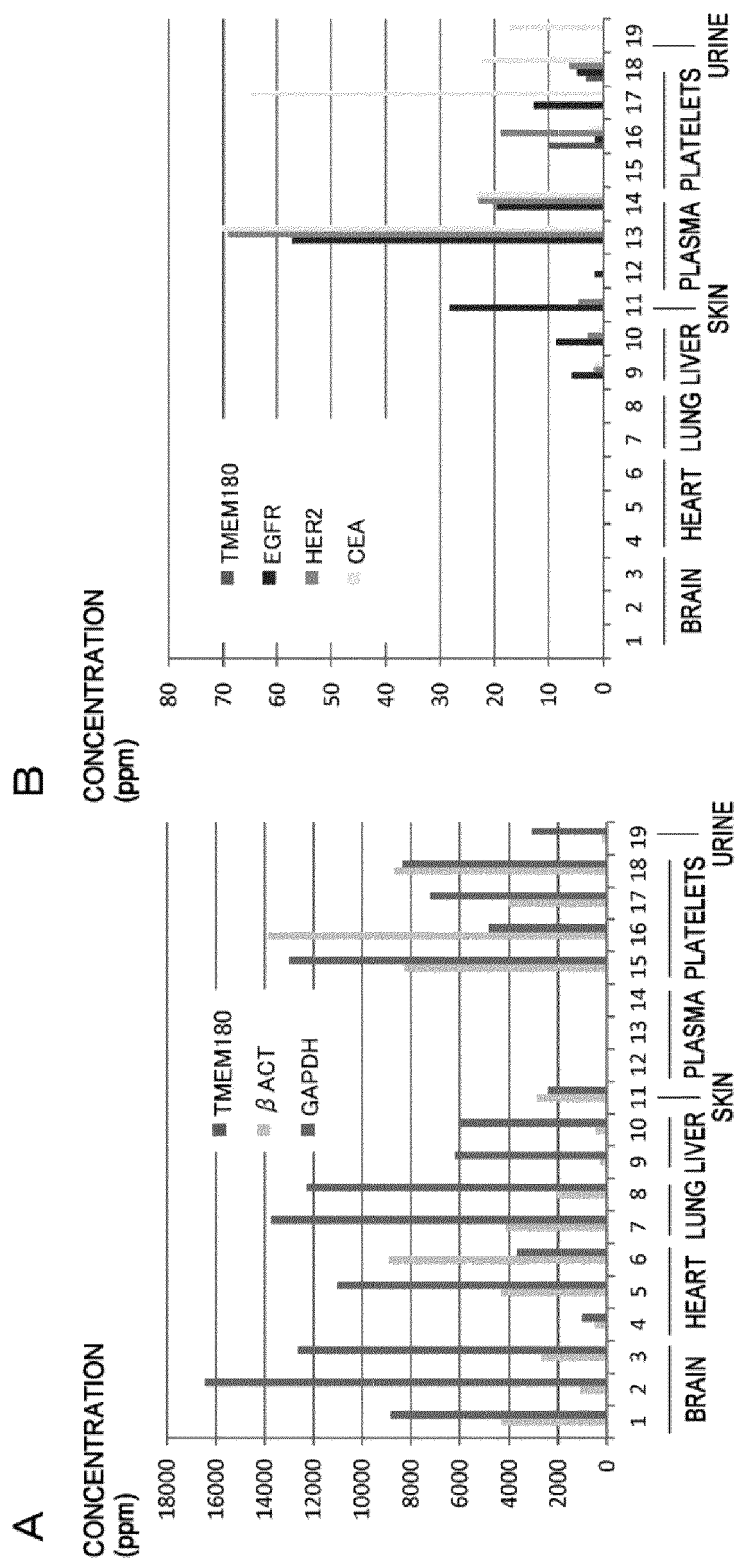 A
CONCENTRATION
(ppm)
18000
16000
14000
12000
10000
8000
6000
4000
2000
0
TMEM180
β ACT
GAPDH
1 2 3 4 5 6 7 8 9 10 11 12 13 14 15 16 17 18 19
BRAIN HEART LUNG LIVER PLASMA PLATELETS
SKIN URINE
B
CONCENTRATION
(ppm)
80
70
60
50
40
30
20
10
0
TMEM180
EGFR
HER2
CEA
1 2 3 4 5 6 7 8 9 10 11 12 13 14 15 16 17 18 19
BRAIN HEART LUNG LIVER PLASMA PLATELETS
SKIN URINE